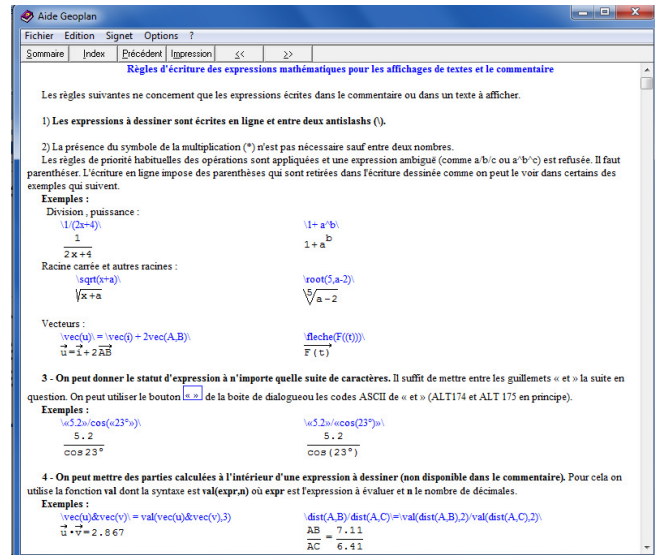 Aide Geoplan
Fichier Edition Signet Options ?
Sommaire Index Précédent Impression << >>
Règles d'écriture des expressions mathématiques pour les affichages de textes et le commentaire
Les règles suivantes ne concernent que les expressions écrites dans le commentaire ou dans un texte à afficher.
1) Les expressions à dessiner sont écrites en ligne et entre deux antislashs (\).
2) La présence du symbole de la multiplication (*) n'est pas nécessaire sauf entre deux nombres.
Les règles de priorité habituelles des opérations sont appliquées et une expression ambiguë (comme a/b/c ou a^b^c) est refusée. Il faut
parenthéser. L'écriture en ligne impose des parenthèses qui sont retirées dans l'écriture dessinée comme on peut le voir dans certains des
exemples qui suivent.
Exemples :
Division , puissance :
\1/(2x+4)\ \1+ a^b\
1
2x+4
1+a^b
Racine carrée et autres racines :
\sqrt(x+a)\ \root(5,a-2)\
√x+a 5√a-2
Vecteurs :
\vec(u)\ = \vec(i) + 2vec(A,B)\ \fleche(F((t)))\
u=i+2AB F(t)
3 - On peut donner le statut d'expression à n'importe quelle suite de caractères. Il suffit de mettre entre les guillemets « et » la suite en
question. On peut utiliser le bouton « » de la boite de dialogueou les codes ASCII de « et » (ALT174 et ALT 175 en principe).
Exemples :
\«5.2»/cos(«23°»)\ \«5.2»/«cos(23°)»\
5.2 5.2
cos23° cos(23°)
4 - On peut mettre des parties calculées à l'intérieur d'une expression à dessiner (non disponible dans le commentaire). Pour cela on
utilise la fonction val dont la syntaxe est val(expr,n) où expr est l'expression à évaluer et n le nombre de décimales.
Exemples :
\vec(u)&vec(v)\ = val(vec(u)&vec(v),3) \dist(A,B)/dist(A,C)\=\val(dist(A,B),2)/val(dist(A,C),2)\
u•v=2.867
AB = 7.11
AC 6.41